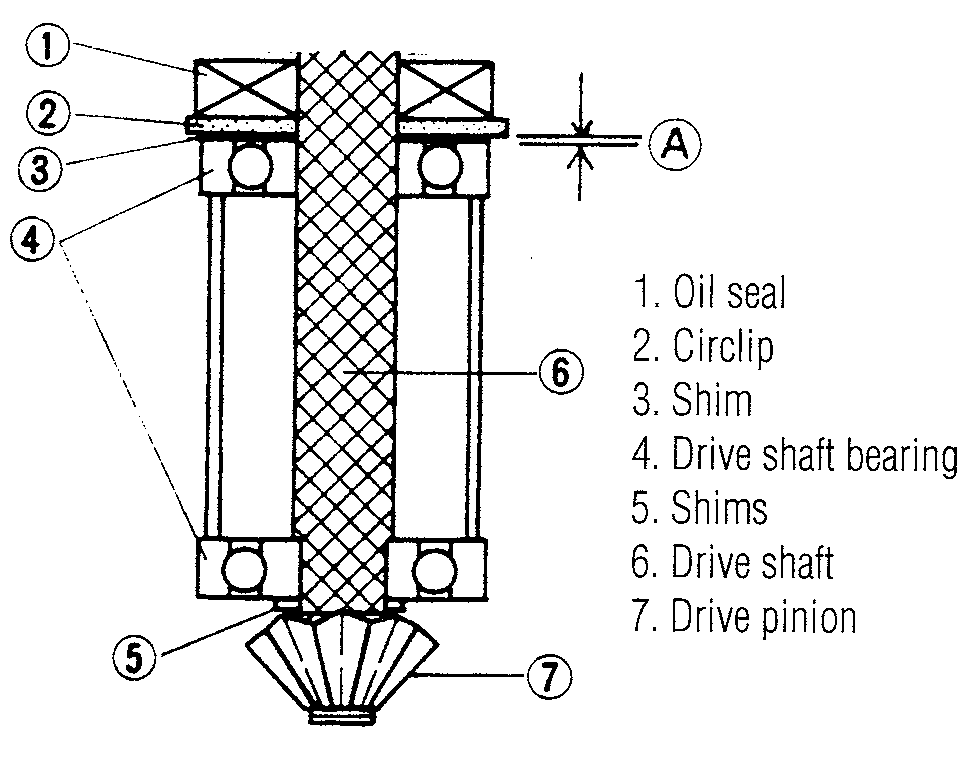 1
2
3
4
A
6
5
7
1. Oil seal
2. Circlip
3. Shim
4. Drive shaft bearing
5. Shims
6. Drive shaft
7. Drive pinion